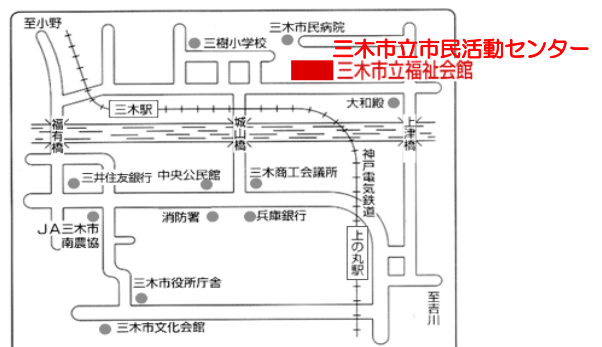 至小野
三木市民病院
三樹小学校
三木市立市民活動センター
三木市立福祉会館
三木駅
大和殿
福有橋
城山橋
上津橋
神戸電気鉄道
三井住友銀行
中央公民館
三木商工会議所
JA三木市
南農協
消防署
兵庫銀行
上の丸駅
三木市役所庁舎
至吉川
三木市文化会館